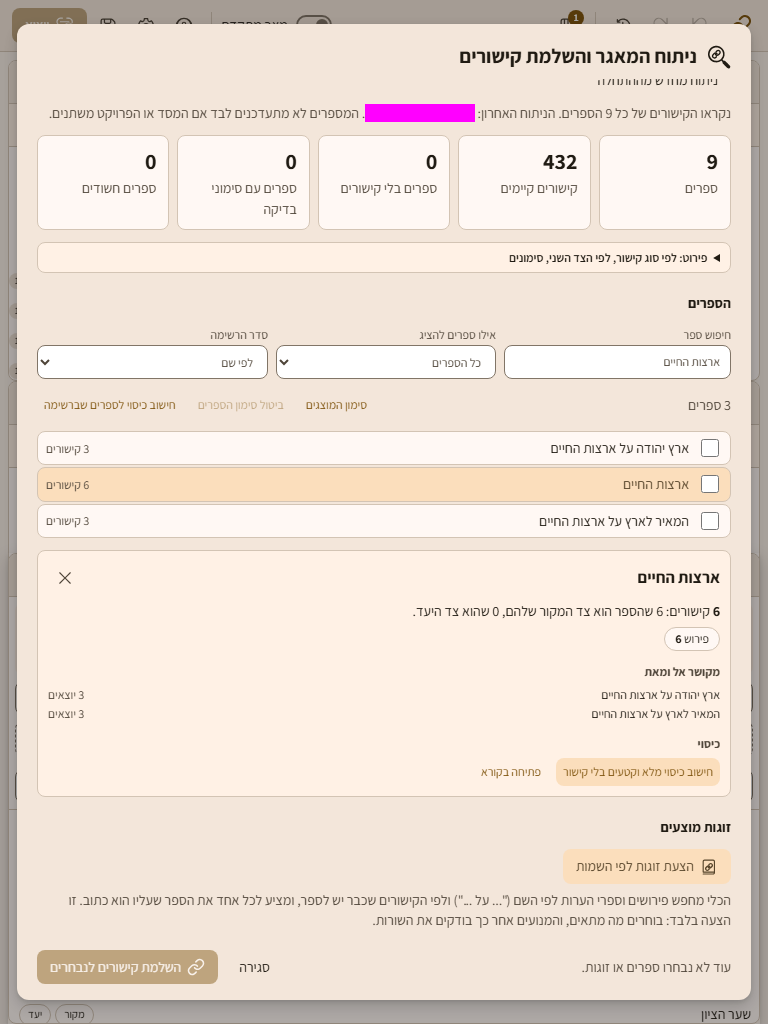 ניתוח המאגר והשלמת קישורים
ניתוח מחדש מההתחלה
נקראו הקישורים של כל 9 הספרים. הניתוח האחרון: . המספרים לא מתעדכנים לבד אם המסד או הפרויקט משתנים.
9
ספרים
432
קישורים קיימים
0
ספרים בלי קישורים
0
ספרים עם סימוני
בדיקה
0
ספרים חשודים
פירוט: לפי סוג קישור, לפי הצד השני, סימונים
הספרים
חיפוש ספר
אילו ספרים להציג
סדר הרשימה
ארצות החיים
כל הספרים
לפי שם
3 ספרים
סימון המוצגים
ביטול סימון הספרים
חישוב כיסוי לספרים שברשימה
ארץ יהודה על ארצות החיים
3 קישורים
ארצות החיים
6 קישורים
המאיר לארץ על ארצות החיים
3 קישורים
ארצות החיים
6 קישורים: 6 שהספר הוא צד המקור שלהם, 0 שהוא צד היעד.
פירוש 6
מקושר אל ומאת
ארץ יהודה על ארצות החיים
3 יוצאים
המאיר לארץ על ארצות החיים
3 יוצאים
כיסוי
חישוב כיסוי מלא וקטעים בלי קישור
פתיחה בקורא
זוגות מוצעים
הצעת זוגות לפי השמות
הכלי מחפש פירושים וספרי הערות לפי השם ("... על ...") ולפי הקישורים שכבר יש לספר, ומציע לכל אחד את הספר שעליו הוא כתוב. זו
הצעה בלבד: בוחרים מה מתאים, והמנועים אחר כך בודקים את השורות.
עוד לא נבחרו ספרים או זוגות.
סגירה
השלמת קישורים לנבחרים
שער הציון
מקור
יעד
1